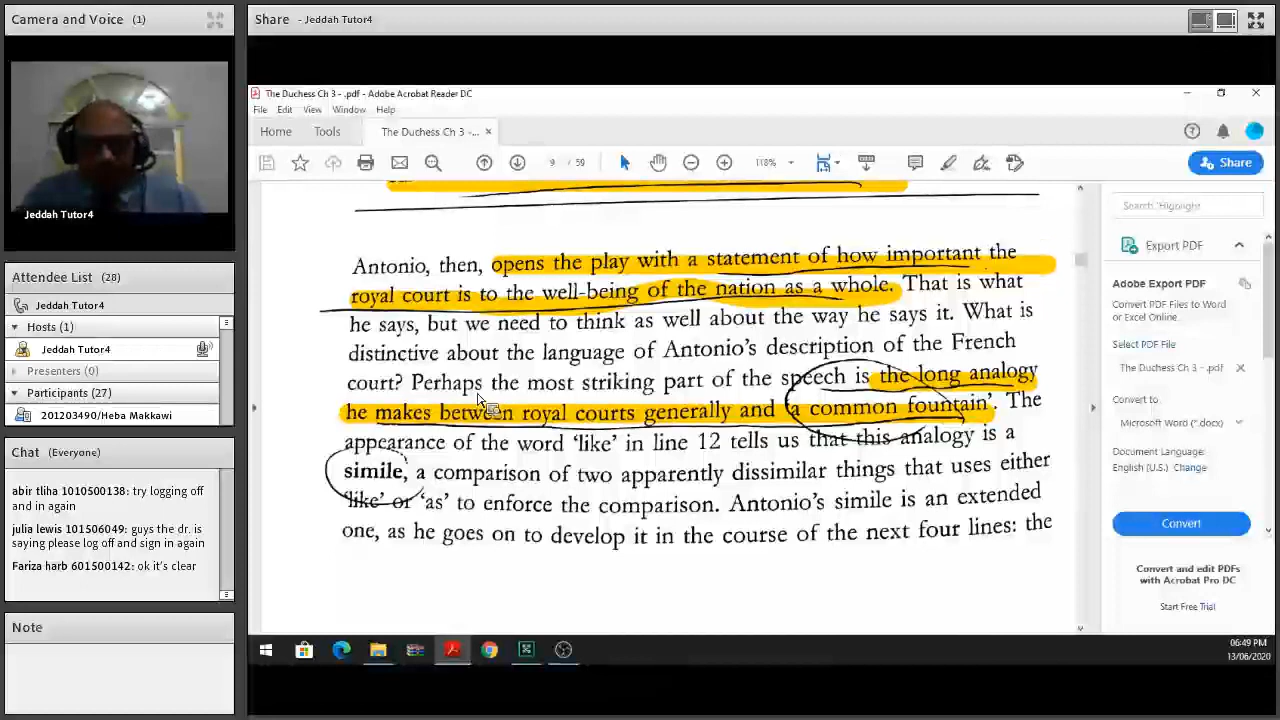 Camera and Voice (1)
Jeddah Tutor4
Attendee List (28)
Jeddah Tutor4
Hosts (1)
Jeddah Tutor4
Presenters (0)
Participants (27)
201203490/Heba Makkawi
Chat (Everyone)
abir tliha 1010500138: try logging off
and in again
julia lewis 101506049: guys the dr. is
saying please log off and sign in again
Fariza harb 601500142: ok it's clear
Note
Share - Jeddah Tutor4
The Duchess Ch 3 - .pdf - Adobe Acrobat Reader DC
File Edit View Window Help
Home Tools The Duchess Ch 3 -... ×
9 / 59 118% Share
Antonio, then, opens the play with a statement of how important the
royal court is to the well-being of the nation as a whole. That is what
he says, but we need to think as well about the way he says it. What is
distinctive about the language of Antonio's description of the French
court? Perhaps the most striking part of the speech is the long analogy
he makes between royal courts generally and 'a common fountain'. The
appearance of the word 'like' in line 12 tells us that this analogy is a
simile, a comparison of two apparently dissimilar things that uses either
'like' or 'as' to enforce the comparison. Antonio's simile is an extended
one, as he goes on to develop it in the course of the next four lines: the
Search 'Highlight
Export PDF
Adobe Export PDF
Convert PDF Files to Word
or Excel Online.
Select PDF File
The Duchess Ch 3 - .pdf ×
Convert to
Microsoft Word (*.docx)
Document Language:
English (U.S.) Change
Convert
Convert and edit PDFs
with Acrobat Pro DC
Start Free Trial
06:49 PM
13/06/2020